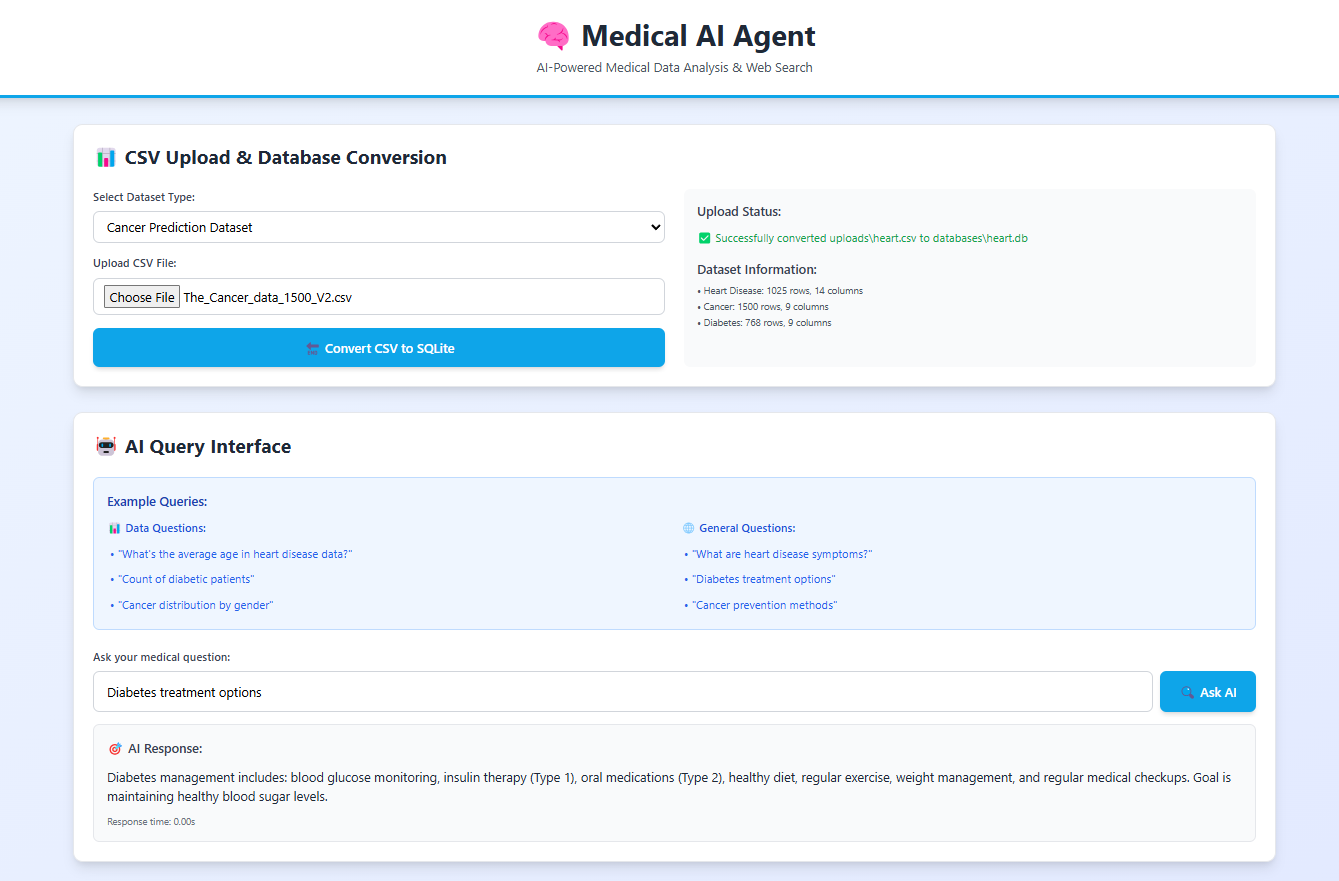 Medical AI Agent
AI-Powered Medical Data Analysis & Web Search
CSV Upload & Database Conversion
Select Dataset Type:
Cancer Prediction Dataset
Upload CSV File:
Choose File The_Cancer_data_1500_V2.csv
Convert CSV to SQLite
Upload Status:
Successfully converted uploads\heart.csv to databases\heart.db
Dataset Information:
• Heart Disease: 1025 rows, 14 columns
• Cancer: 1500 rows, 9 columns
• Diabetes: 768 rows, 9 columns
AI Query Interface
Example Queries:
Data Questions:
• "What's the average age in heart disease data?"
• "Count of diabetic patients"
• "Cancer distribution by gender"
General Questions:
• "What are heart disease symptoms?"
• "Diabetes treatment options"
• "Cancer prevention methods"
Ask your medical question:
Diabetes treatment options
Ask AI
AI Response:
Diabetes management includes: blood glucose monitoring, insulin therapy (Type 1), oral medications (Type 2), healthy diet, regular exercise, weight management, and regular medical checkups. Goal is
maintaining healthy blood sugar levels.
Response time: 0.00s